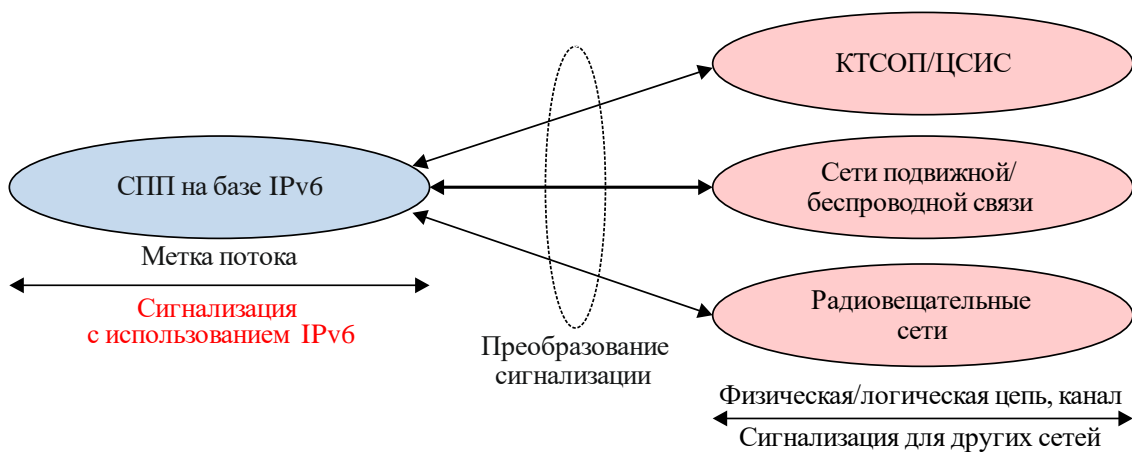 КТСОП/ЦСИС
СПП на базе IPv6
Сети подвижной/
беспроводной связи
Метка потока
Сигнализация
с использованием IPv6
Радиовещательные
сети
Преобразование
сигнализации
Физическая/логическая цепь, канал
Сигнализация для других сетей